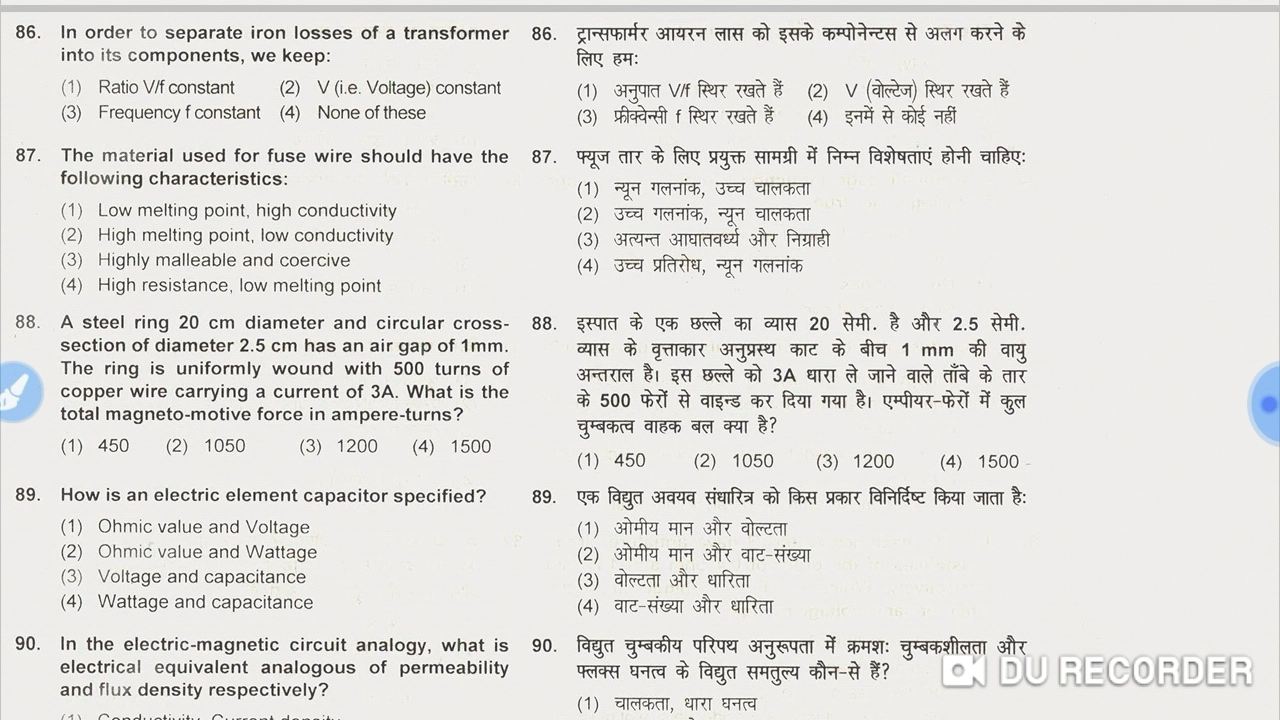 86. In order to separate iron losses of a transformer
into its components, we keep:
(1) Ratio V/f constant (2) V (i.e. Voltage) constant
(3) Frequency f constant (4) None of these
87. The material used for fuse wire should have the
following characteristics:
(1) Low melting point, high conductivity
(2) High melting point, low conductivity
(3) Highly malleable and coercive
(4) High resistance, low melting point
88. A steel ring 20 cm diameter and circular cross-
section of diameter 2.5 cm has an air gap of 1mm.
The ring is uniformly wound with 500 turns of
copper wire carrying a current of 3A. What is the
total magneto-motive force in ampere-turns?
(1) 450 (2) 1050 (3) 1200 (4) 1500
89. How is an electric element capacitor specified?
(1) Ohmic value and Voltage
(2) Ohmic value and Wattage
(3) Voltage and capacitance
(4) Wattage and capacitance
90. In the electric-magnetic circuit analogy, what is
electrical equivalent analogous of permeability
and flux density respectively?
(1) Conductivity, Current density
86. ट्रान्सफार्मर आयरन लास को इसके कम्पोनेन्टस से अलग करने के
लिए हमः
(1) अनुपात V/f स्थिर रखते हैं (2) V (वोल्टेज) स्थिर रखते हैं
(3) फ्रीक्वेन्सी f स्थिर रखते हैं (4) इनमें से कोई नहीं
87. फ्यूज तार के लिए प्रयुक्त सामग्री में निम्न विशेषताएं होनी चाहिएः
(1) न्यून गलनांक, उच्च चालकता
(2) उच्च गलनांक, न्यून चालकता
(3) अत्यन्त आघातवर्ध्य और निग्राही
(4) उच्च प्रतिरोध, न्यून गलनांक
88. इस्पात के एक छल्ले का व्यास 20 सेमी. है और 2.5 सेमी.
व्यास के वृत्ताकार अनुप्रस्थ काट के बीच 1 mm की वायु
अन्तराल है। इस छल्ले को 3A धारा ले जाने वाले ताँबे के तार
के 500 फेरों से वाइन्ड कर दिया गया है। एम्पीयर-फेरों में कुल
चुम्बकत्व वाहक बल क्या है?
(1) 450 (2) 1050 (3) 1200 (4) 1500
89. एक विद्युत अवयव संधारित्र को किस प्रकार विनिर्दिष्ट किया जाता हैः
(1) ओमीय मान और वोल्टता
(2) ओमीय मान और वाट-संख्या
(3) वोल्टता और धारिता
(4) वाट-संख्या और धारिता
90. विद्युत चुम्बकीय परिपथ अनुरूपता में क्रमशः चुम्बकशीलता और
फ्लक्स घनत्व के विद्युत समतुल्य कौन-से हैं?
(1) चालकता, धारा घनत्व
DU RECORDER